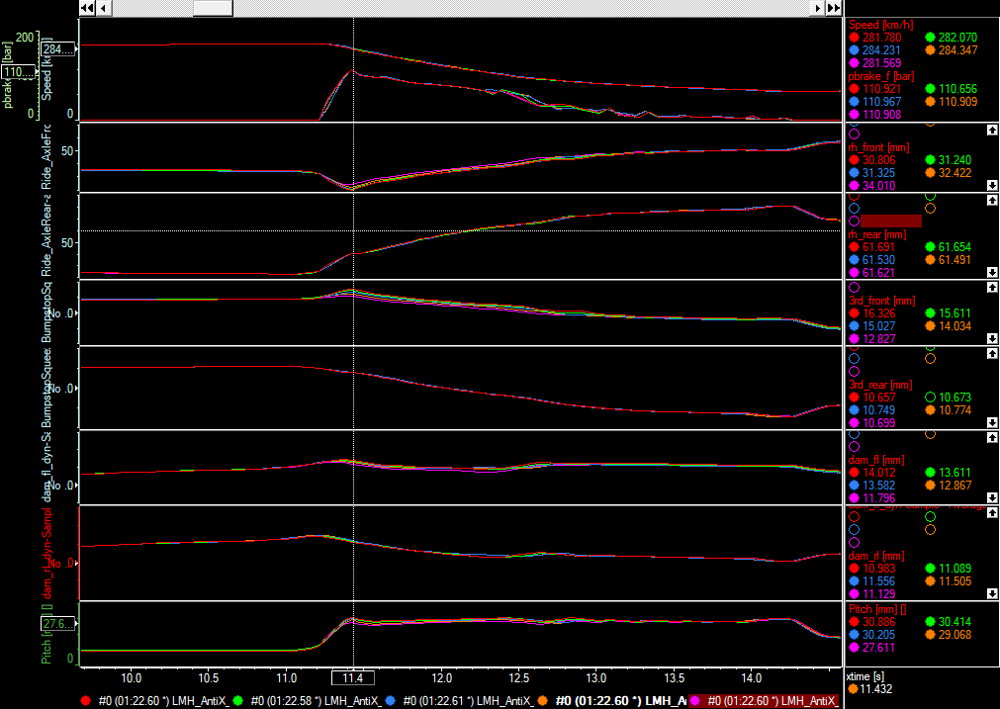 Speed [km/h]
281.780 282.070
284.231 284.347
281.569
pbrake_f [bar]
110.921 110.656
110.967 110.909
110.908
rh_front [mm]
30.806 31.240
31.325 32.422
34.010
rh_rear [mm]
61.691 61.654
61.530 61.491
61.621
3rd_front [mm]
16.326 15.611
15.027 14.034
12.827
3rd_rear [mm]
10.657 10.673
10.749 10.774
10.699
dam_fl [mm]
14.012 13.611
13.582 12.867
11.796
dam_rl [mm]
10.983 11.089
11.556 11.505
11.129
Pitch [mm] []
30.886 30.414
30.205 29.068
27.611
xtime [s]
11.432
pbrake [bar]
200
110....
0
Speed [k
284....
0
Ride_AxleFrc
50
Ride_AxleRear-a
50
BumpstopSq
No .0
BumpstopSquee
No .0
dam_fl_dyn-Sa
No .0
dam_rl_dyn-Sampl
No .0
Pitch [
27.6...
0
10.0 10.5 11.0 11.4 12.0 12.5 13.0 13.5 14.0
#0 (01:22.60 *) LMH_AntiX_ #0 (01:22.58 *) LMH_AntiX_ #0 (01:22.61 *) LMH_AntiX_ #0 (01:22.60 *) LMH_A #0 (01:22.60 *) LMH_AntiX_